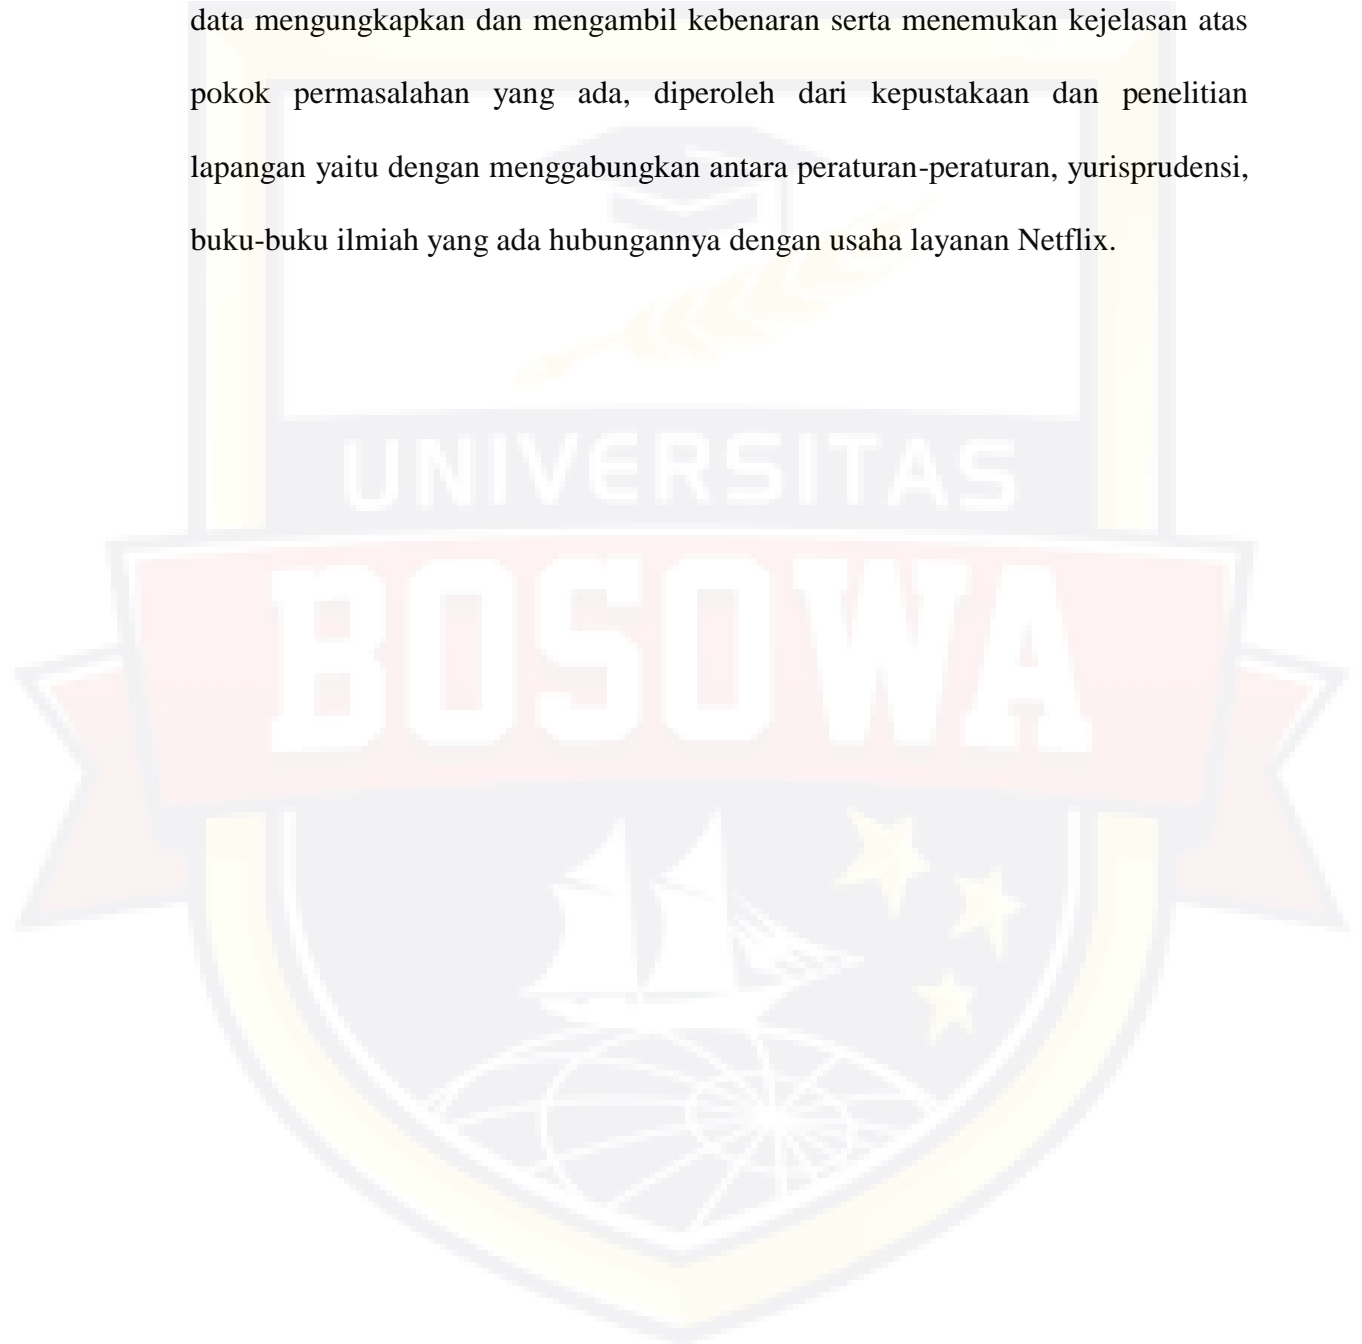 data mengungkapkan dan mengambil kebenaran serta menemukan kejelasan atas
pokok permasalahan yang ada, diperoleh dari kepustakaan dan penelitian
lapangan yaitu dengan menggabungkan antara peraturan-peraturan, yurisprudensi,
buku-buku ilmiah yang ada hubungannya dengan usaha layanan Netflix.
UNIVERSITAS
BOSOWA